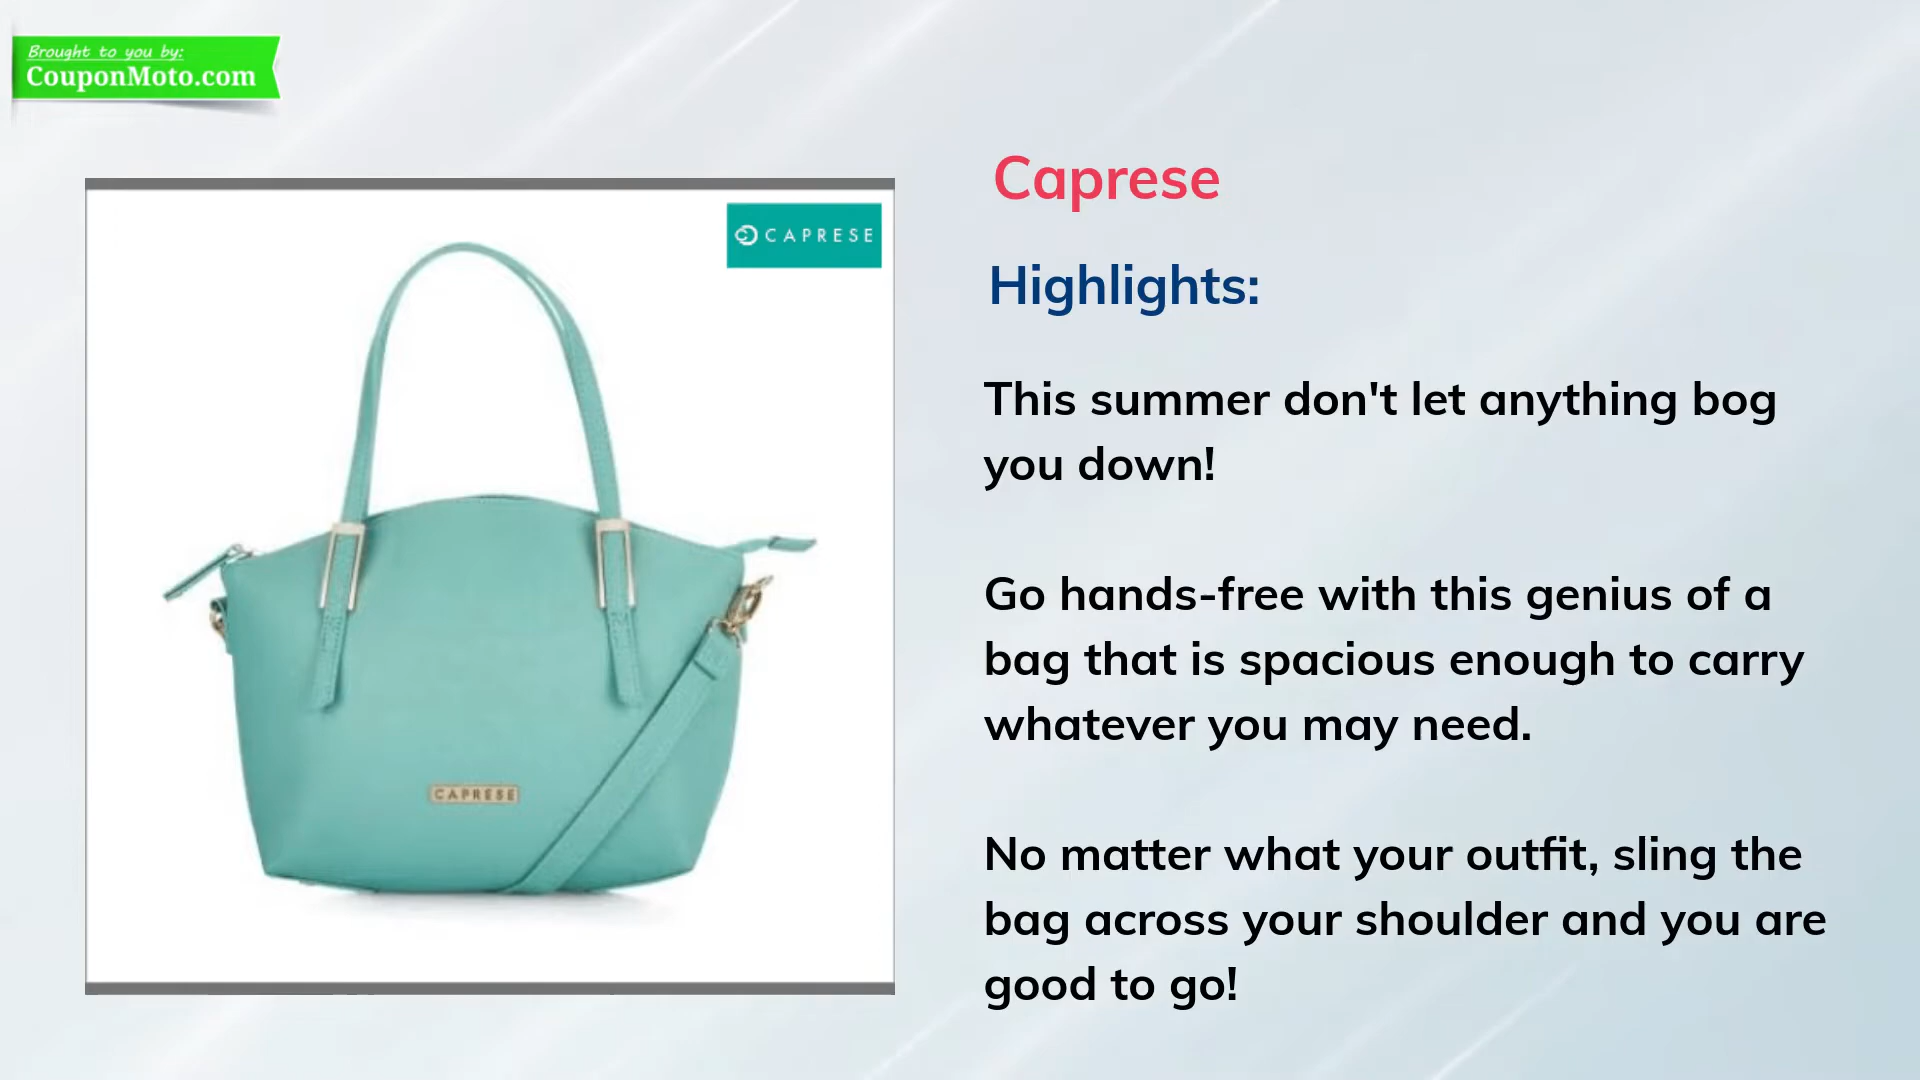 Brought to you by:
CouponMoto.com
CAPRESE
CAPRESE
Caprese
Highlights:
This summer don't let anything bog
you down!
Go hands-free with this genius of a
bag that is spacious enough to carry
whatever you may need.
No matter what your outfit, sling the
bag across your shoulder and you are
good to go!